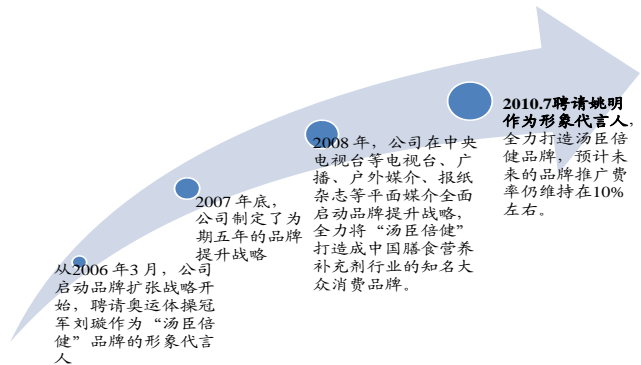 从2006 年3 月，公司
启动品牌扩张战略开
始，聘请奥运体操冠
军刘璇作为“汤臣倍
健”品牌的形象代言
人
2007 年底，
公司制定了为
期五年的品牌
提升战略
2008 年，公司在中央
电视台等电视台、广
播、户外媒介、报纸
杂志等平面媒介全面
启动品牌提升战略，
全力将“汤臣倍健”
打造成中国膳食营养
补充剂行业的知名大
众消费品牌。
2010.7聘请姚明
作为形象代言人，
全力打造汤臣倍
健品牌，预计未
来的品牌推广费
率仍维持在10%
左右。